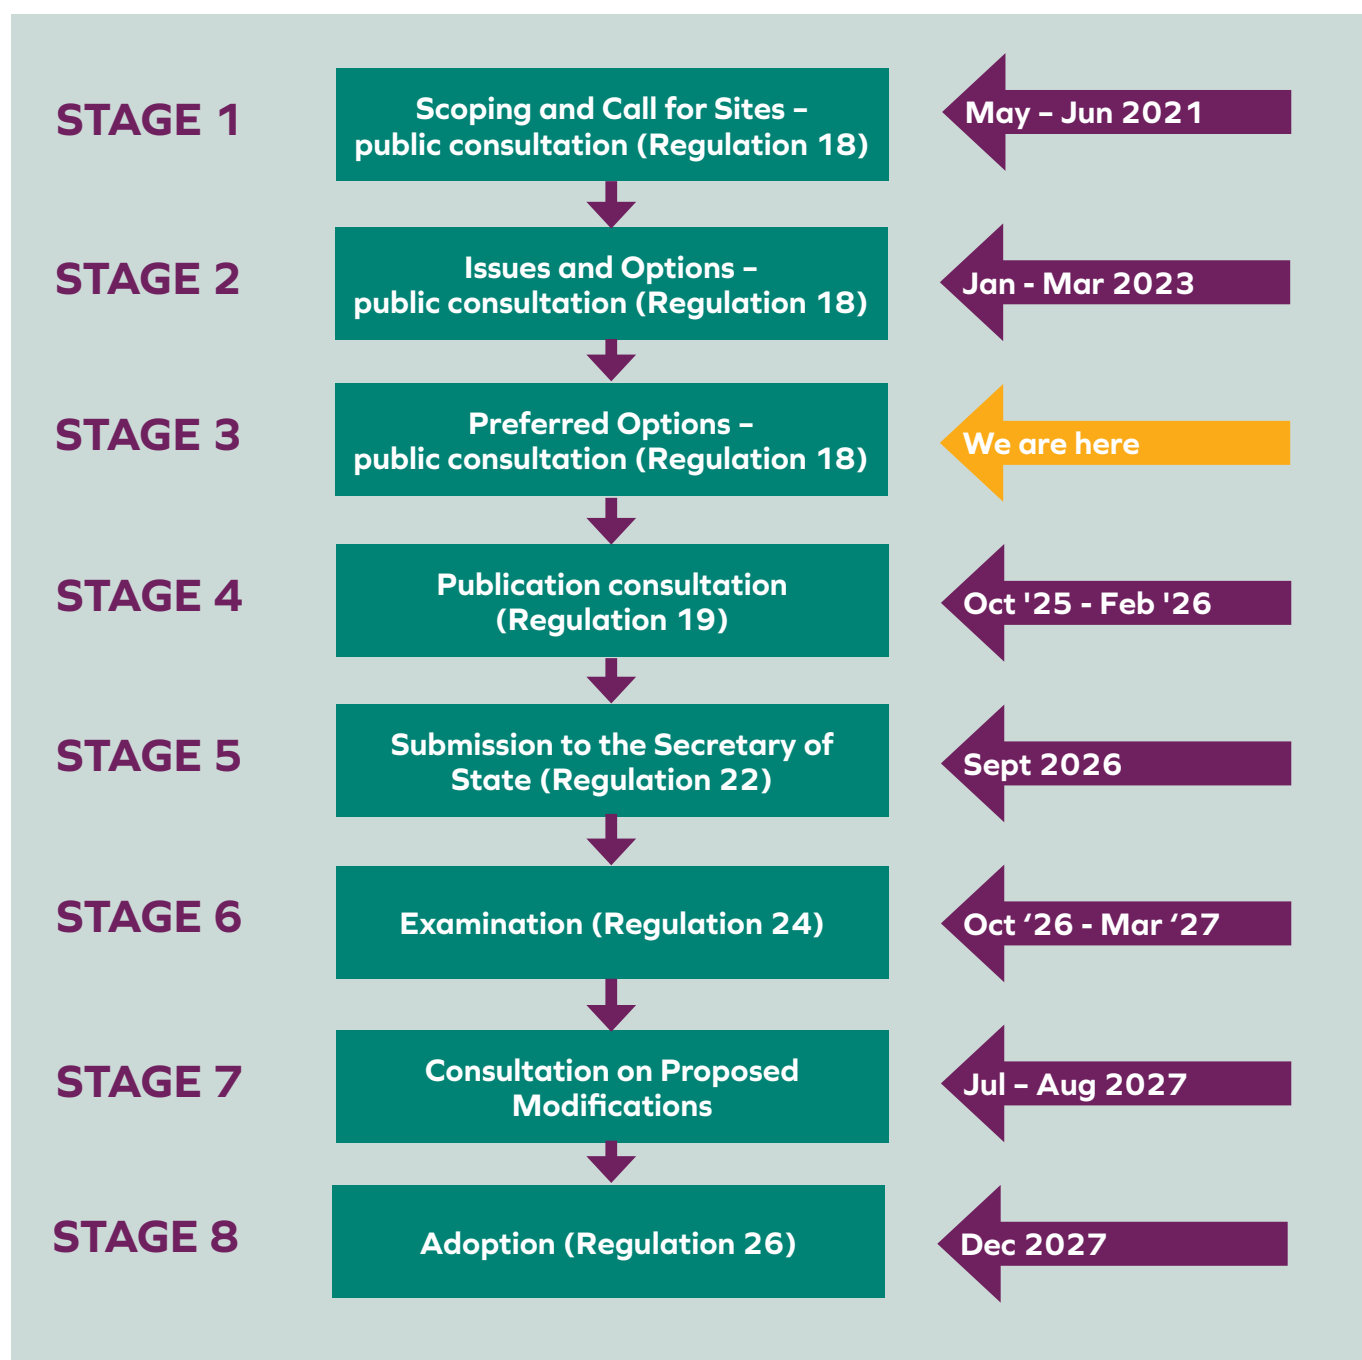 STAGE 1
Scoping and Call for Sites –
public consultation (Regulation 18)
May – Jun 2021
STAGE 2
Issues and Options –
public consultation (Regulation 18)
Jan - Mar 2023
STAGE 3
Preferred Options –
public consultation (Regulation 18)
We are here
STAGE 4
Publication consultation
(Regulation 19)
Oct '25 - Feb '26
STAGE 5
Submission to the Secretary of
State (Regulation 22)
Sept 2026
STAGE 6
Examination (Regulation 24)
Oct ‘26 - Mar ‘27
STAGE 7
Consultation on Proposed
Modifications
Jul – Aug 2027
STAGE 8
Adoption (Regulation 26)
Dec 2027